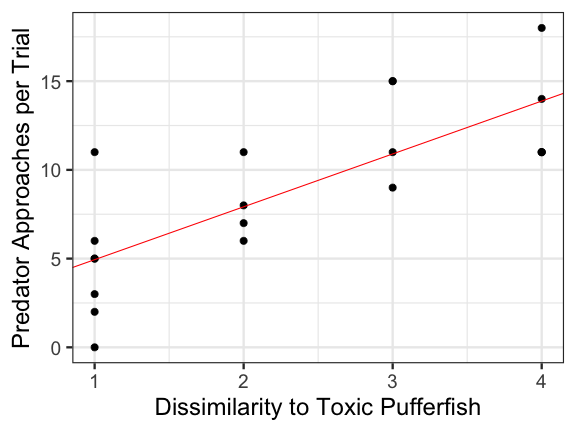 Predator Approaches per Trial
15
10
5
0
1 2 3 4
Dissimilarity to Toxic Pufferfish